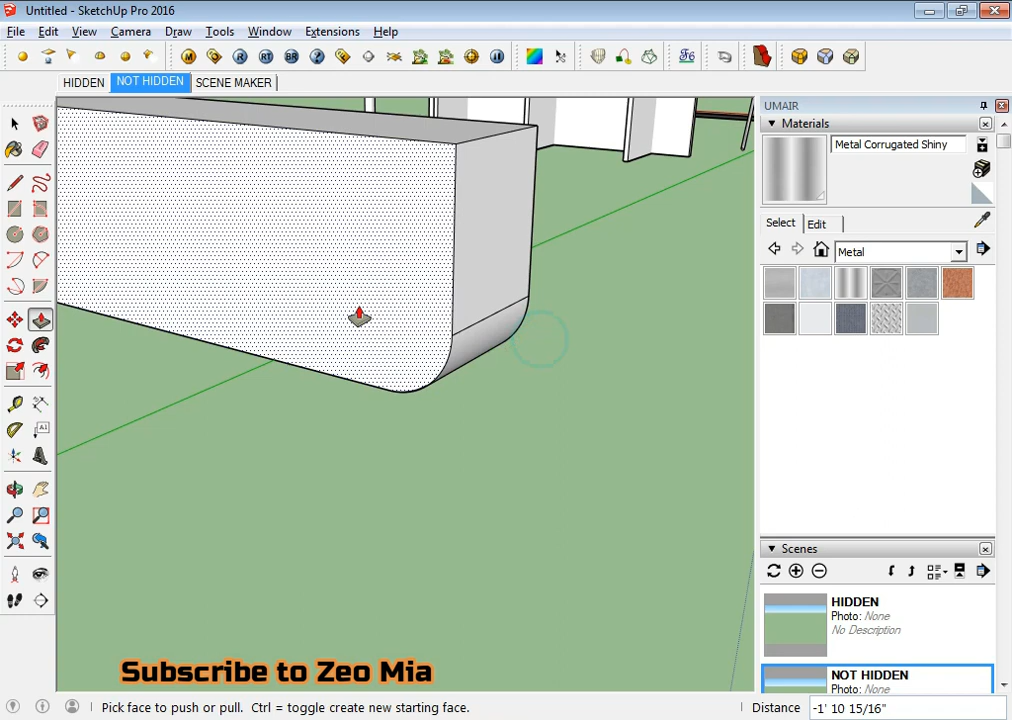 Untitled - SketchUp Pro 2016
File Edit View Camera Draw Tools Window Extensions Help
M R RT BR ?
HIDDEN NOT HIDDEN SCENE MAKER
UMAIR
Materials
Metal Corrugated Shiny
Select Edit
Metal
A1
Scenes
HIDDEN
Photo: None
No Description
NOT HIDDEN
Photo: None
Subscribe to Zeo Mia
Pick face to push or pull. Ctrl = toggle create new starting face.
Distance -1' 10 15/16"